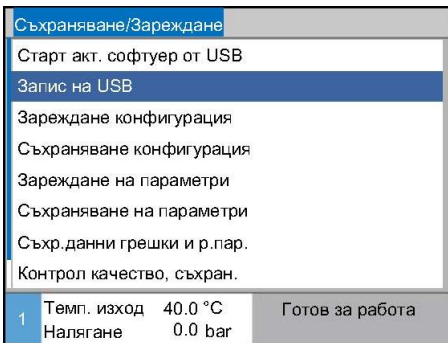 Съхраняване/Зареждане
Старт акт. софтуер от USB
Запис на USB
Зареждане конфигурация
Съхраняване конфигурация
Зареждане на параметри
Съхраняване на параметри
Съхр.данни грешки и р.пар.
Контрол качество, съхран.
1 Темп. изход 40.0 °C Готов за работа
Налягане 0.0 bar